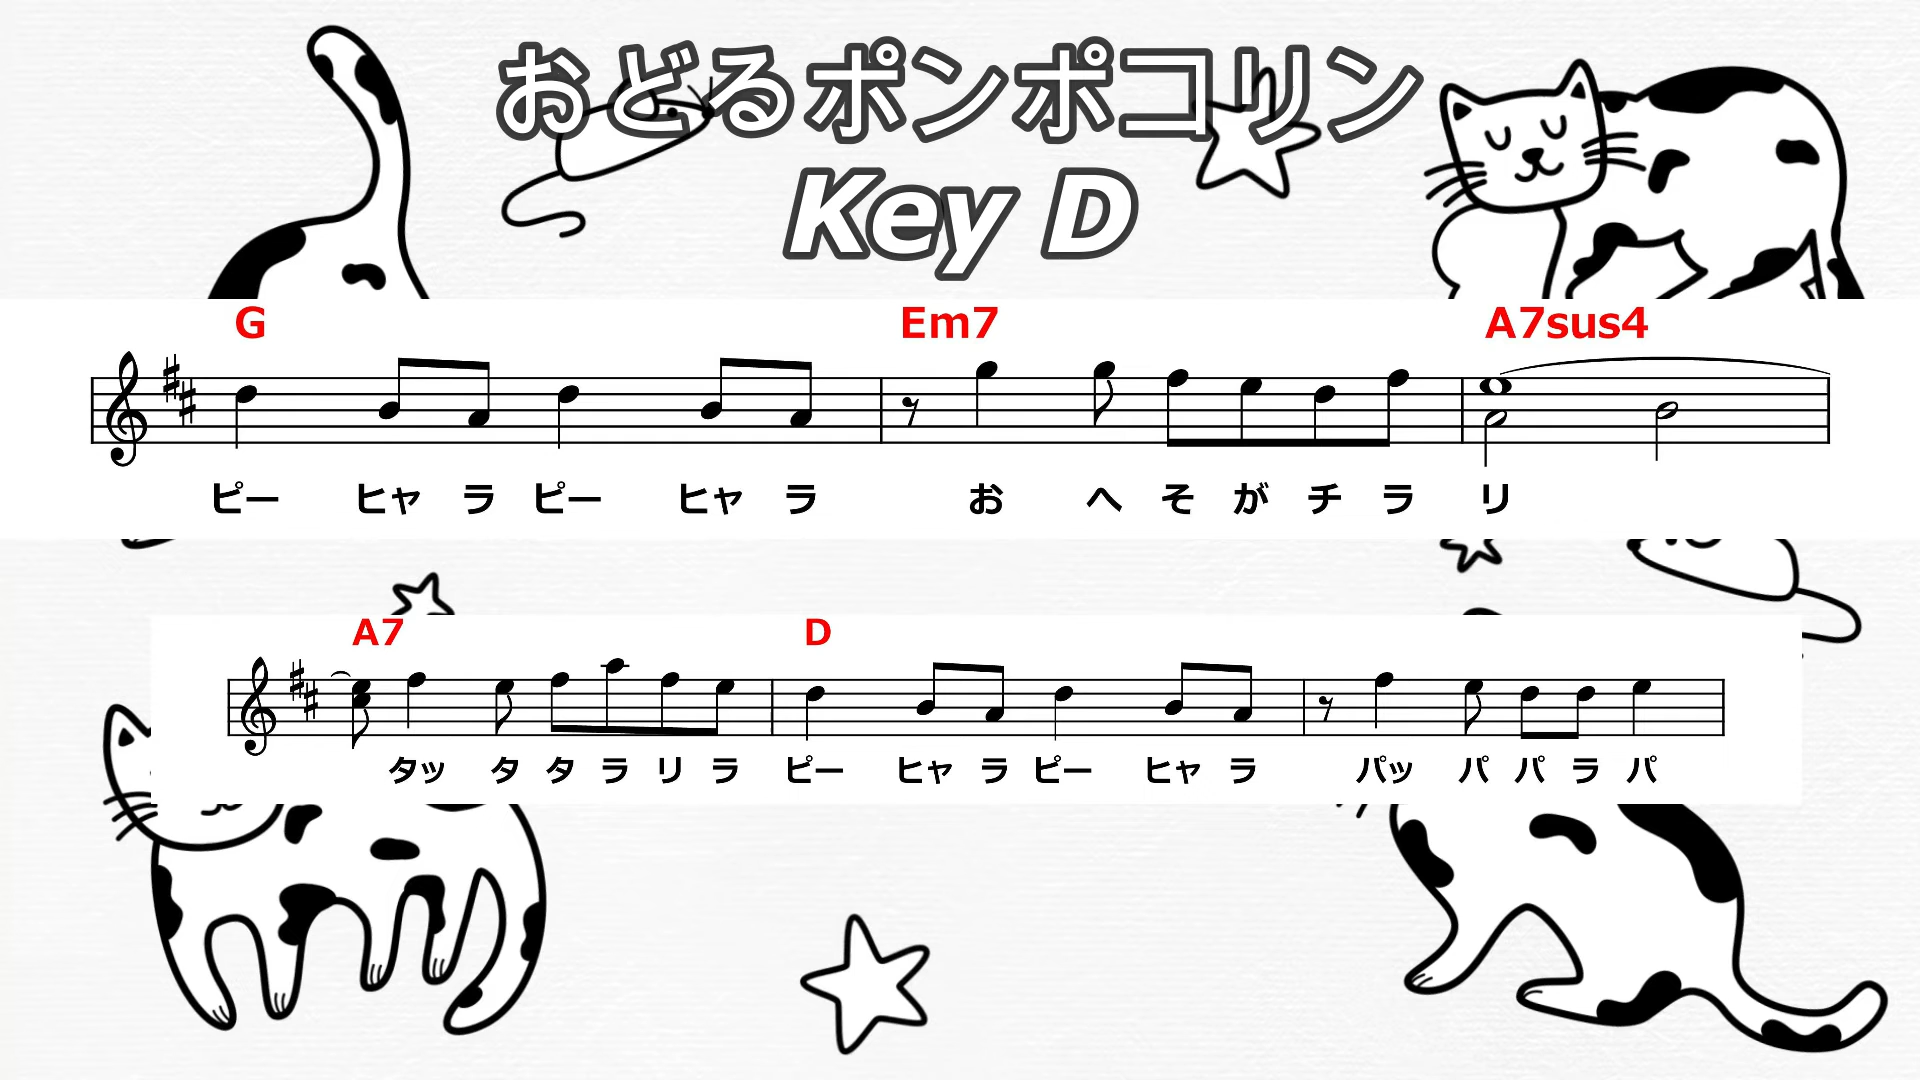 おどるポンポコリン
Key D
G Em7 A7sus4
ピー ヒャ ラ ピー ヒャ ラ お へ そ が チ ラ リ
A7 D
タッ タ タ ラ リ ラ ピー ヒャ ラ ピー ヒャ ラ パッ パ パ ラ パ